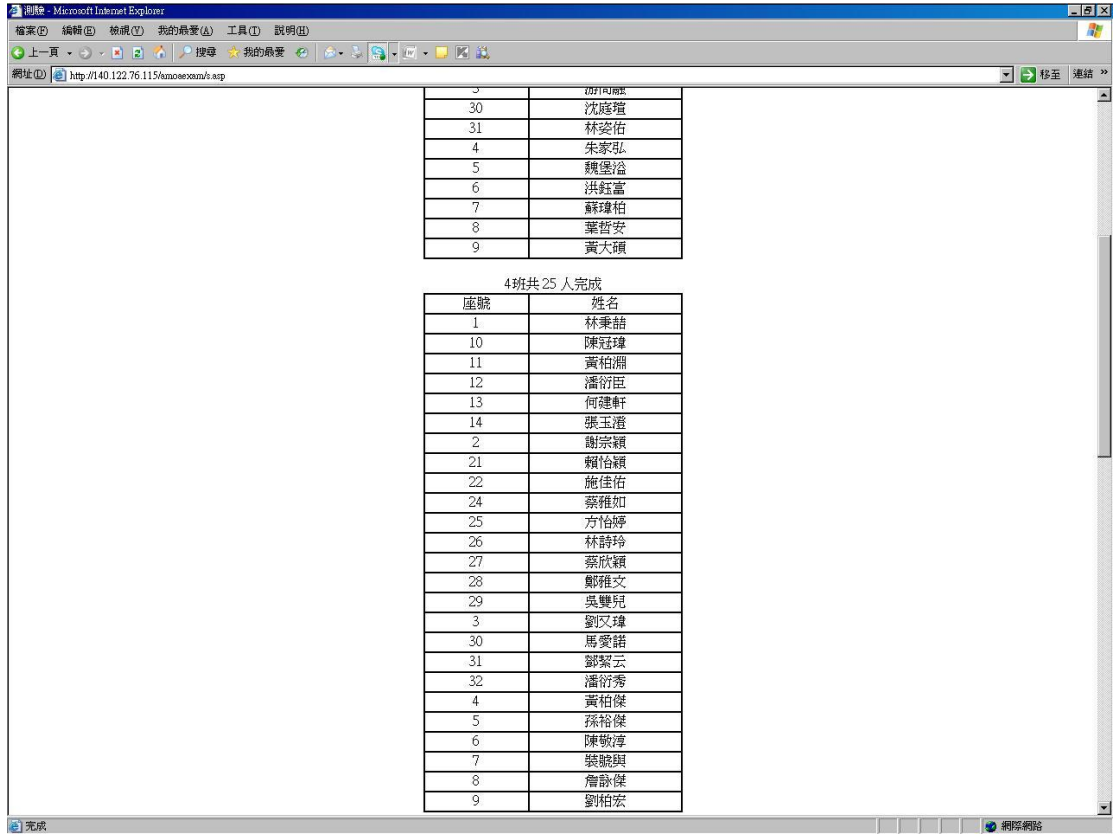 測驗 - Microsoft Internet Explorer
檔案(F) 編輯(E) 檢視(V) 我的最愛(A) 工具(T) 說明(H)
上一頁 搜尋 我的最愛
網址(D) http://140.122.76.115/amoaexam/s.asp 移至 連結 »
3
30 沈庭瑄
31 林姿佑
4 朱家弘
5 魏堡溢
6 洪鈺富
7 蘇瑋柏
8 葉哲安
9 黃大碩
4班共 25 人完成
座號 姓名
1 林秉喆
10 陳冠瑋
11 黃柏淵
12 潘衍臣
13 何建軒
14 張玉澄
2 謝宗穎
21 賴怡穎
22 施佳佑
24 蔡雅如
25 方怡婷
26 林詩玲
27 蔡欣穎
28 鄭雅文
29 吳雙兒
3 劉又瑋
30 馬愛諾
31 鄧絜云
32 潘衍秀
4 黃柏傑
5 孫裕傑
6 陳敬淳
7
8 詹詠傑
9 劉柏宏
完成 網際網路